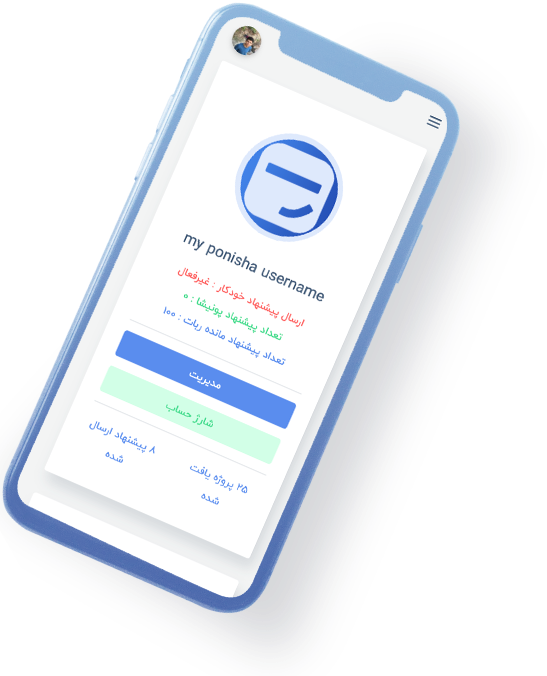 my ponisha username
ارسال پیشنهاد خودکار : غیرفعال
تعداد پیشنهاد پونیشا : ۰
تعداد پیشنهاد مانده ربات : ۱۰۰
مدیریت
شارژ حساب
۲۵ پروژه یافت
شده
۸ پیشنهاد ارسال
شده